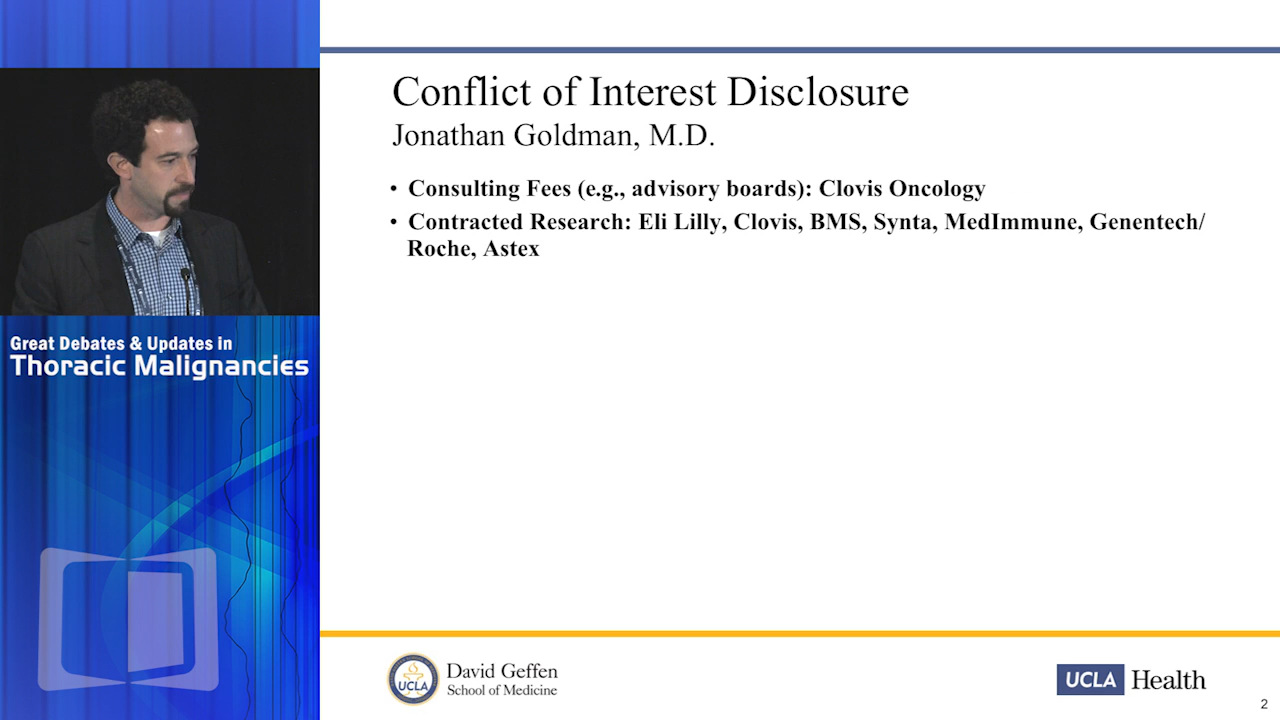 Great Debates & Updates in
Thoracic Malignancies
Conflict of Interest Disclosure
Jonathan Goldman, M.D.
• Consulting Fees (e.g., advisory boards): Clovis Oncology
• Contracted Research: Eli Lilly, Clovis, BMS, Synta, MedImmune, Genentech/
Roche, Astex
UCLA
David Geffen
School of Medicine
UCLA Health
2